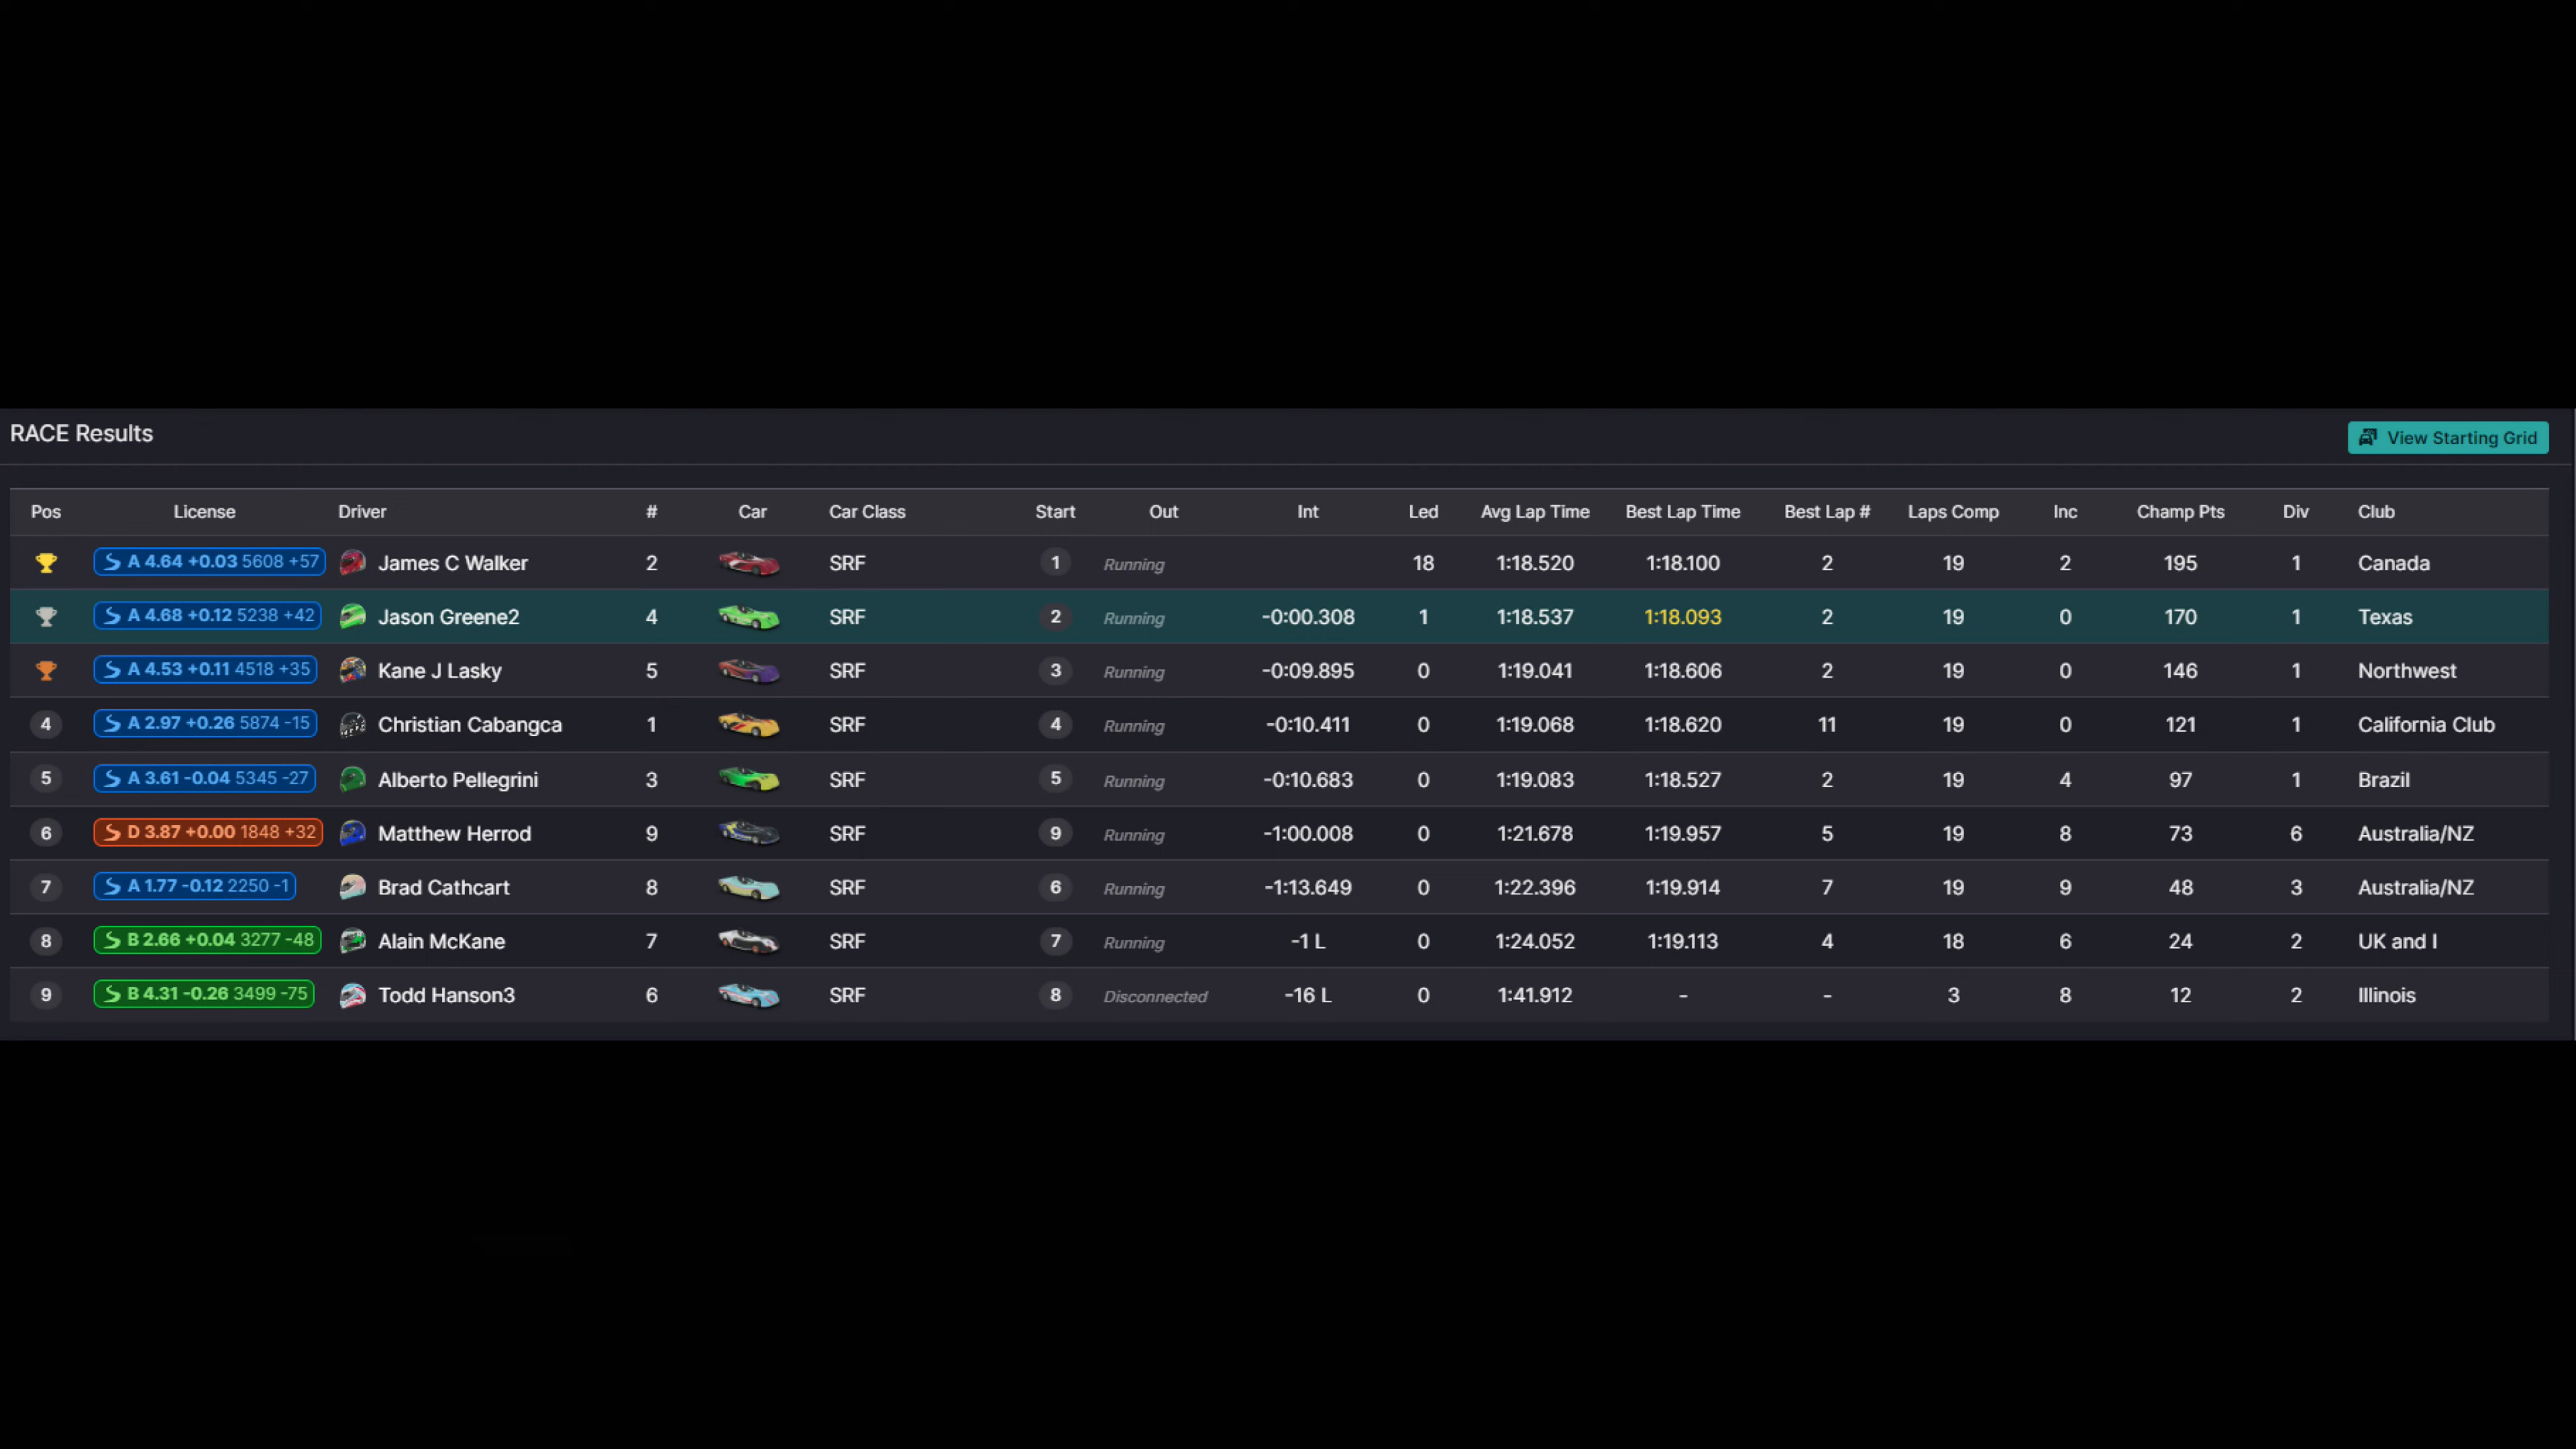 RACE Results
View Starting Grid
Pos License Driver # Car Car Class Start Out Int Led Avg Lap Time Best Lap Time Best Lap # Laps Comp Inc Champ Pts Div Club
A 4.64 +0.03 5608 +57 James C Walker 2 SRF 1 Running 18 1:18.520 1:18.100 2 19 2 195 1 Canada
A 4.68 +0.12 5238 +42 Jason Greene2 4 SRF 2 Running -0:00.308 1 1:18.537 1:18.093 2 19 0 170 1 Texas
A 4.53 +0.11 4518 +35 Kane J Lasky 5 SRF 3 Running -0:09.895 0 1:19.041 1:18.606 2 19 0 146 1 Northwest
4 A 2.97 +0.26 5874 -15 Christian Cabangca 1 SRF 4 Running -0:10.411 0 1:19.068 1:18.620 11 19 0 121 1 California Club
5 A 3.61 -0.04 5345 -27 Alberto Pellegrini 3 SRF 5 Running -0:10.683 0 1:19.083 1:18.527 2 19 4 97 1 Brazil
6 D 3.87 +0.00 1848 +32 Matthew Herrod 9 SRF 9 Running -1:00.008 0 1:21.678 1:19.957 5 19 8 73 6 Australia/NZ
7 A 1.77 -0.12 2250 -1 Brad Cathcart 8 SRF 6 Running -1:13.649 0 1:22.396 1:19.914 7 19 9 48 3 Australia/NZ
8 B 2.66 +0.04 3277 -48 Alain McKane 7 SRF 7 Running -1 L 0 1:24.052 1:19.113 4 18 6 24 2 UK and I
9 B 4.31 -0.26 3499 -75 Todd Hanson3 6 SRF 8 Disconnected -16 L 0 1:41.912 - - 3 8 12 2 Illinois